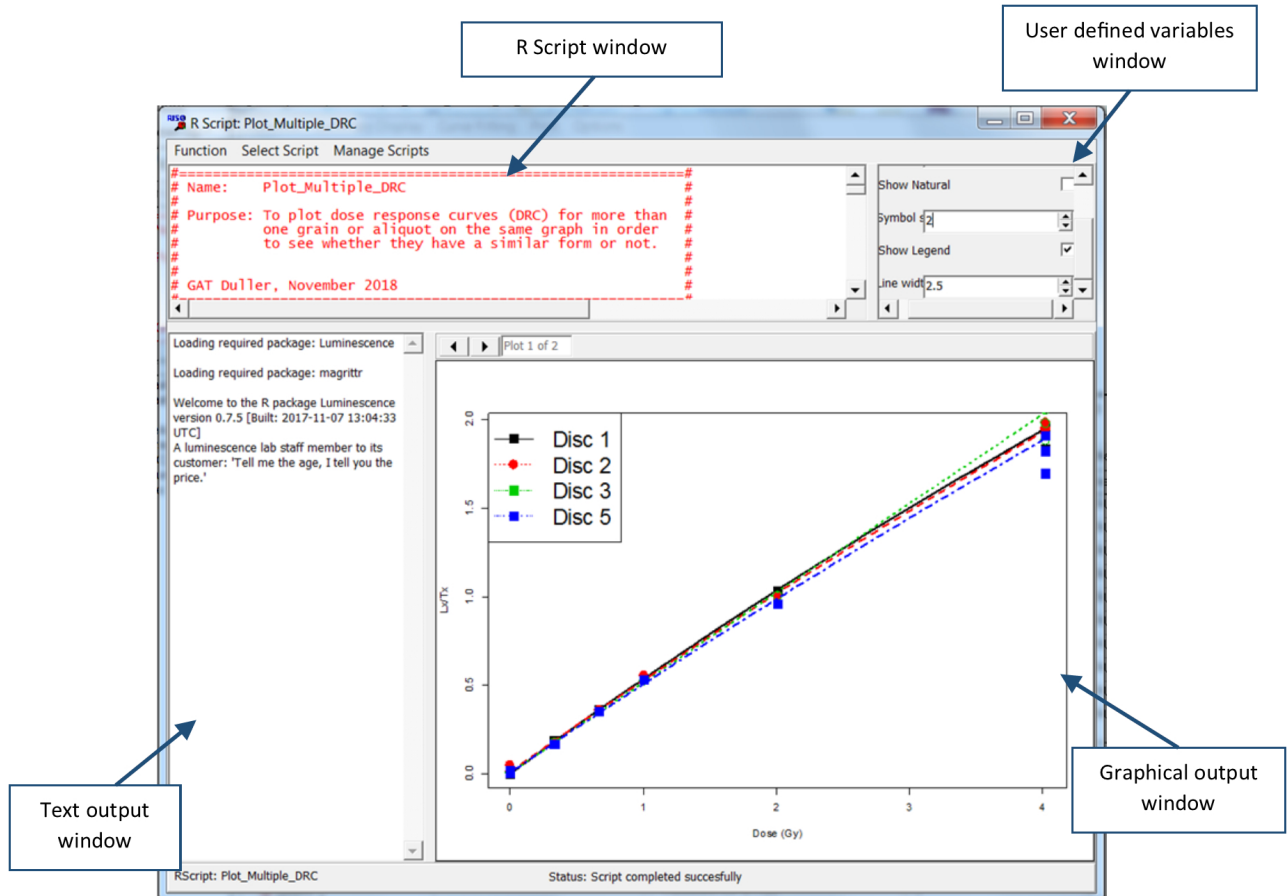 R Script window
User defined variables
window
RISO
R Script: Plot_Multiple_DRC
Function Select Script Manage Scripts
#=========================================================#
# Name: Plot_Multiple_DRC #
# #
# Purpose: To plot dose response curves (DRC) for more than #
# one grain or aliquot on the same graph in order #
# to see whether they have a similar form or not. #
# #
# #
# GAT Duller, November 2018 #
Show Natural
Symbol s 2
Show Legend
Line widt 2.5
Loading required package: Luminescence
Loading required package: magrittr
Welcome to the R package Luminescence
version 0.7.5 [Built: 2017-11-07 13:04:33
UTC]
A luminescence lab staff member to its
customer: 'Tell me the age, I tell you the
price.'
Plot 1 of 2
Disc 1
Disc 2
Disc 3
Disc 5
2.0
1.5
1.0
0.5
0.0
Lx/Tx
0 1 2 3 4
Dose (Gy)
Text output
window
Graphical output
window
RScript: Plot_Multiple_DRC
Status: Script completed succesfully